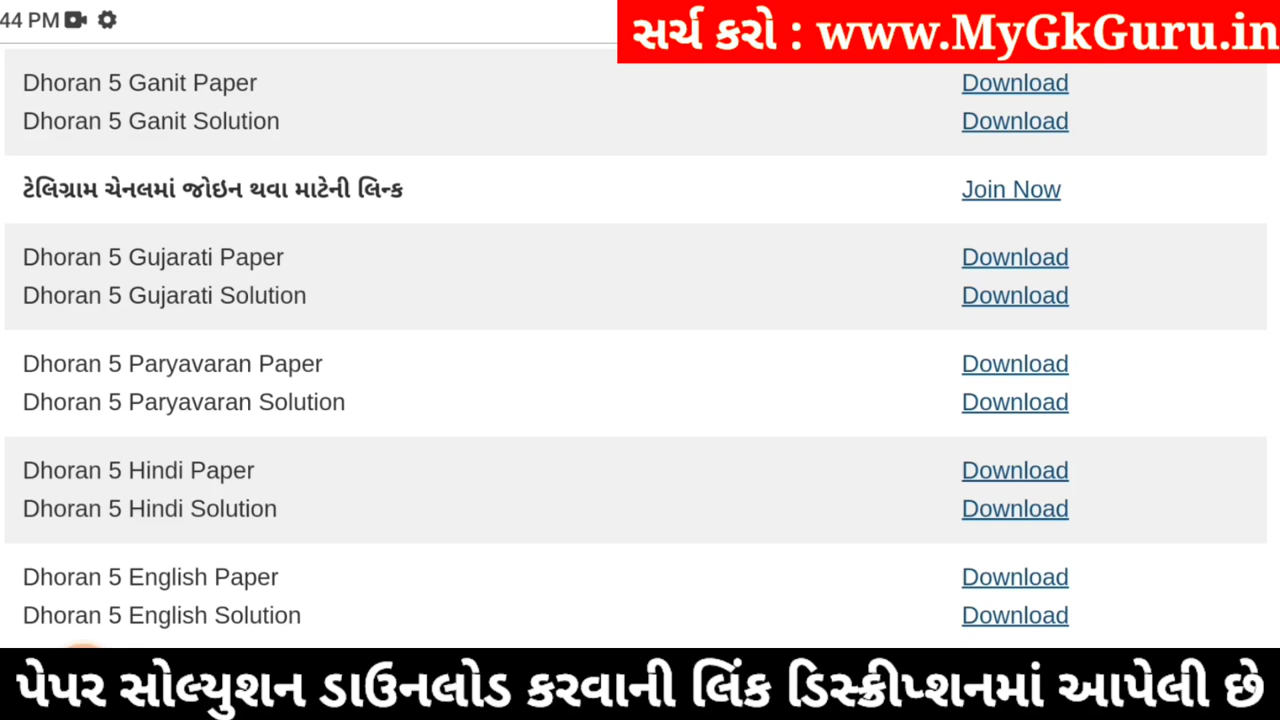 44 PM
સર્ચ કરો : www.MyGkGuru.in
Dhoran 5 Ganit Paper Download
Dhoran 5 Ganit Solution Download
ટેલિગ્રામ ચેનલમાં જોઇન થવા માટેની લિન્ક Join Now
Dhoran 5 Gujarati Paper Download
Dhoran 5 Gujarati Solution Download
Dhoran 5 Paryavaran Paper Download
Dhoran 5 Paryavaran Solution Download
Dhoran 5 Hindi Paper Download
Dhoran 5 Hindi Solution Download
Dhoran 5 English Paper Download
Dhoran 5 English Solution Download
પેપર સોલ્યુશન ડાઉનલોડ કરવાની લિંક ડિસ્ક્રીપ્શનમાં આપેલી છે